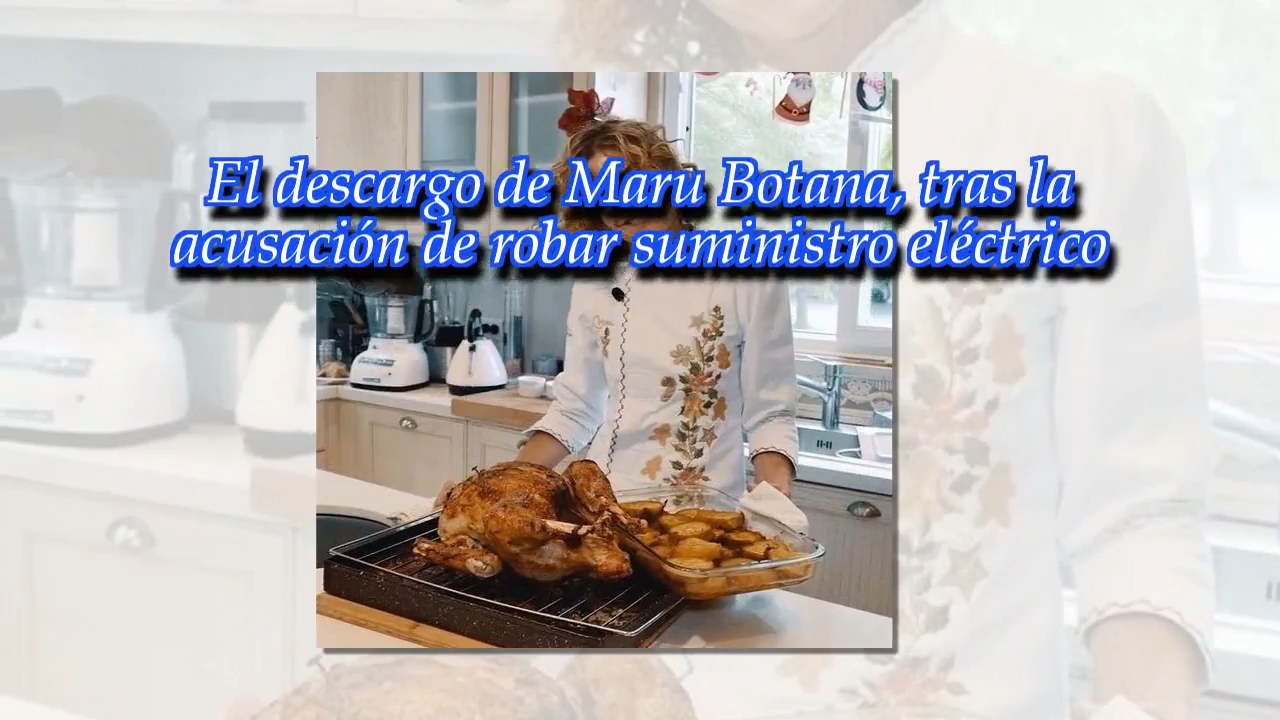 El descargo de Maru Botana, tras la
acusación de robar suministro eléctrico